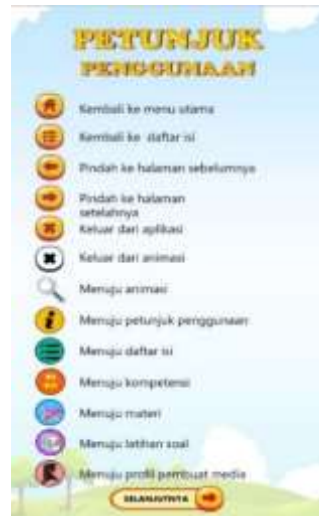 PETUNJUK
PENGGUNAAN
Kembali ke menu utama
Kembali ke daftar isi
Pindah ke halaman sebelumnya
Pindah ke halaman
setelahnya
Keluar dari aplikasi
Keluar dari animasi
Menuju animasi
Menuju petunjuk penggunaan
Menuju daftar isi
Menuju kompetensi
Menuju materi
Menuju latihan soal
Menuju profil pembuat media
SELANJUTNYA